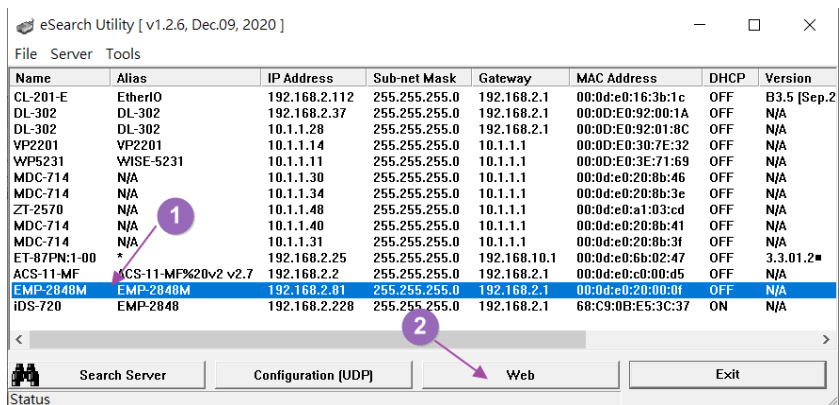 eSearch Utility [ v1.2.6, Dec.09, 2020 ]
File Server Tools
Name Alias IP Address Sub-net Mask Gateway MAC Address DHCP Version
CL-201-E EtherIO 192.168.2.112 255.255.255.0 192.168.2.1 00:0d:e0:16:3b:1c OFF B3.5 [Sep.2
DL-302 DL-302 192.168.2.37 255.255.255.0 192.168.2.1 00:0D:E0:92:00:1A OFF N/A
DL-302 DL-302 10.1.1.28 255.255.255.0 192.168.2.1 00:0D:E0:92:01:8C OFF N/A
VP2201 VP2201 10.1.1.14 255.255.255.0 10.1.1.1 00:0D:E0:30:7E:32 OFF N/A
WP5231 WISE-5231 10.1.1.11 255.255.255.0 10.1.1.1 00:0D:E0:3E:71:69 OFF N/A
MDC-714 N/A 10.1.1.30 255.255.255.0 10.1.1.1 00:0d:e0:20:8b:46 OFF N/A
MDC-714 N/A 10.1.1.34 255.255.255.0 10.1.1.1 00:0d:e0:20:8b:3e OFF N/A
ZT-2570 N/A 10.1.1.48 255.255.255.0 10.1.1.1 00:0d:e0:a1:03:cd OFF N/A
MDC-714 N/A 10.1.1.40 255.255.255.0 10.1.1.1 00:0d:e0:20:8b:41 OFF N/A
MDC-714 N/A 10.1.1.31 255.255.255.0 10.1.1.1 00:0d:e0:20:8b:3f OFF N/A
ET-87PN:1-00 * 192.168.2.25 255.255.255.0 192.168.10.1 00:0d:e0:6b:02:47 OFF 3.3.01.2■
ACS-11-MF ACS-11-MF%20v2 v2.7 192.168.2.2 255.255.255.0 192.168.2.1 00:0d:e0:c0:00:d5 OFF N/A
EMP-2848M EMP-2848M 192.168.2.81 255.255.255.0 192.168.2.1 00:0d:e0:20:00:0f OFF N/A
iDS-720 EMP-2848 192.168.2.228 255.255.255.0 192.168.2.1 68:C9:0B:E5:3C:37 ON N/A
1
2
Search Server Configuration (UDP) Web Exit
Status